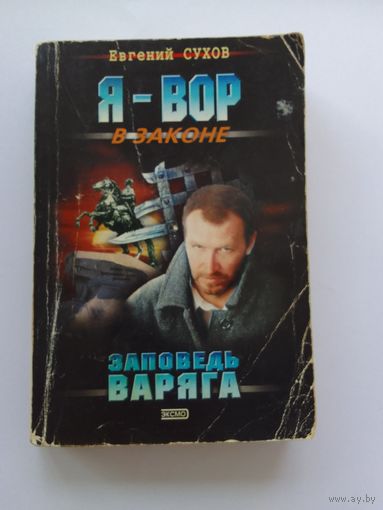 Евгений СУХОВ
Я - ВОР
В ЗАКОНЕ
ЗАПОВЕДЬ
ВАРЯГА
ЭКСМО
www.ay.by